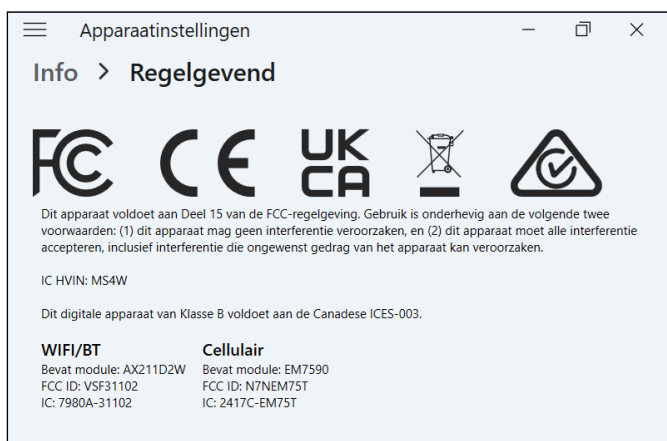 Apparaatinstellingen
Info > Regelgevend
FC CE UK CA
Dit apparaat voldoet aan Deel 15 van de FCC-regelgeving. Gebruik is onderhevig aan de volgende twee
voorwaarden: (1) dit apparaat mag geen interferentie veroorzaken, en (2) dit apparaat moet alle interferentie
accepteren, inclusief interferentie die ongewenst gedrag van het apparaat kan veroorzaken.
IC HVIN: MS4W
Dit digitale apparaat van Klasse B voldoet aan de Canadese ICES-003.
WIFI/BT
Bevat module: AX211D2W
FCC ID: VSF31102
IC: 7980A-31102
Cellulair
Bevat module: EM7590
FCC ID: N7NEM75T
IC: 2417C-EM75T